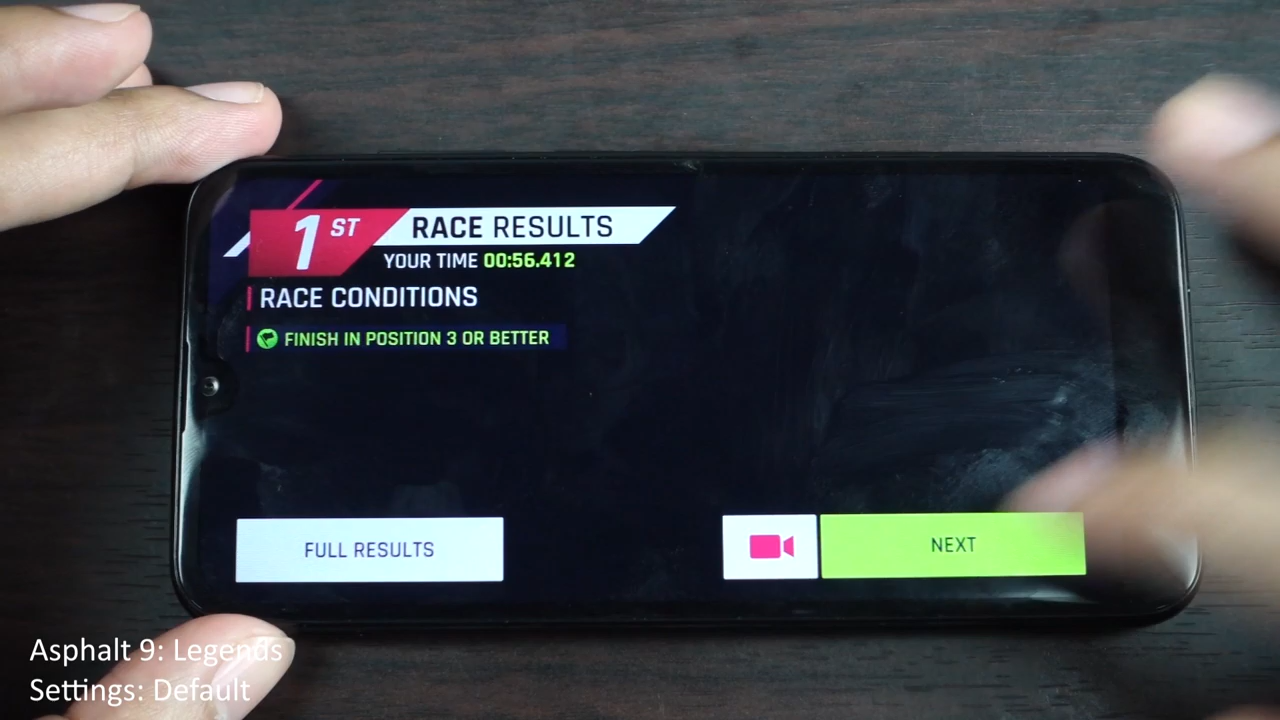 1ST RACE RESULTS
YOUR TIME 00:56.412
RACE CONDITIONS
FINISH IN POSITION 3 OR BETTER
FULL RESULTS
NEXT
Asphalt 9: Legends
Settings: Default